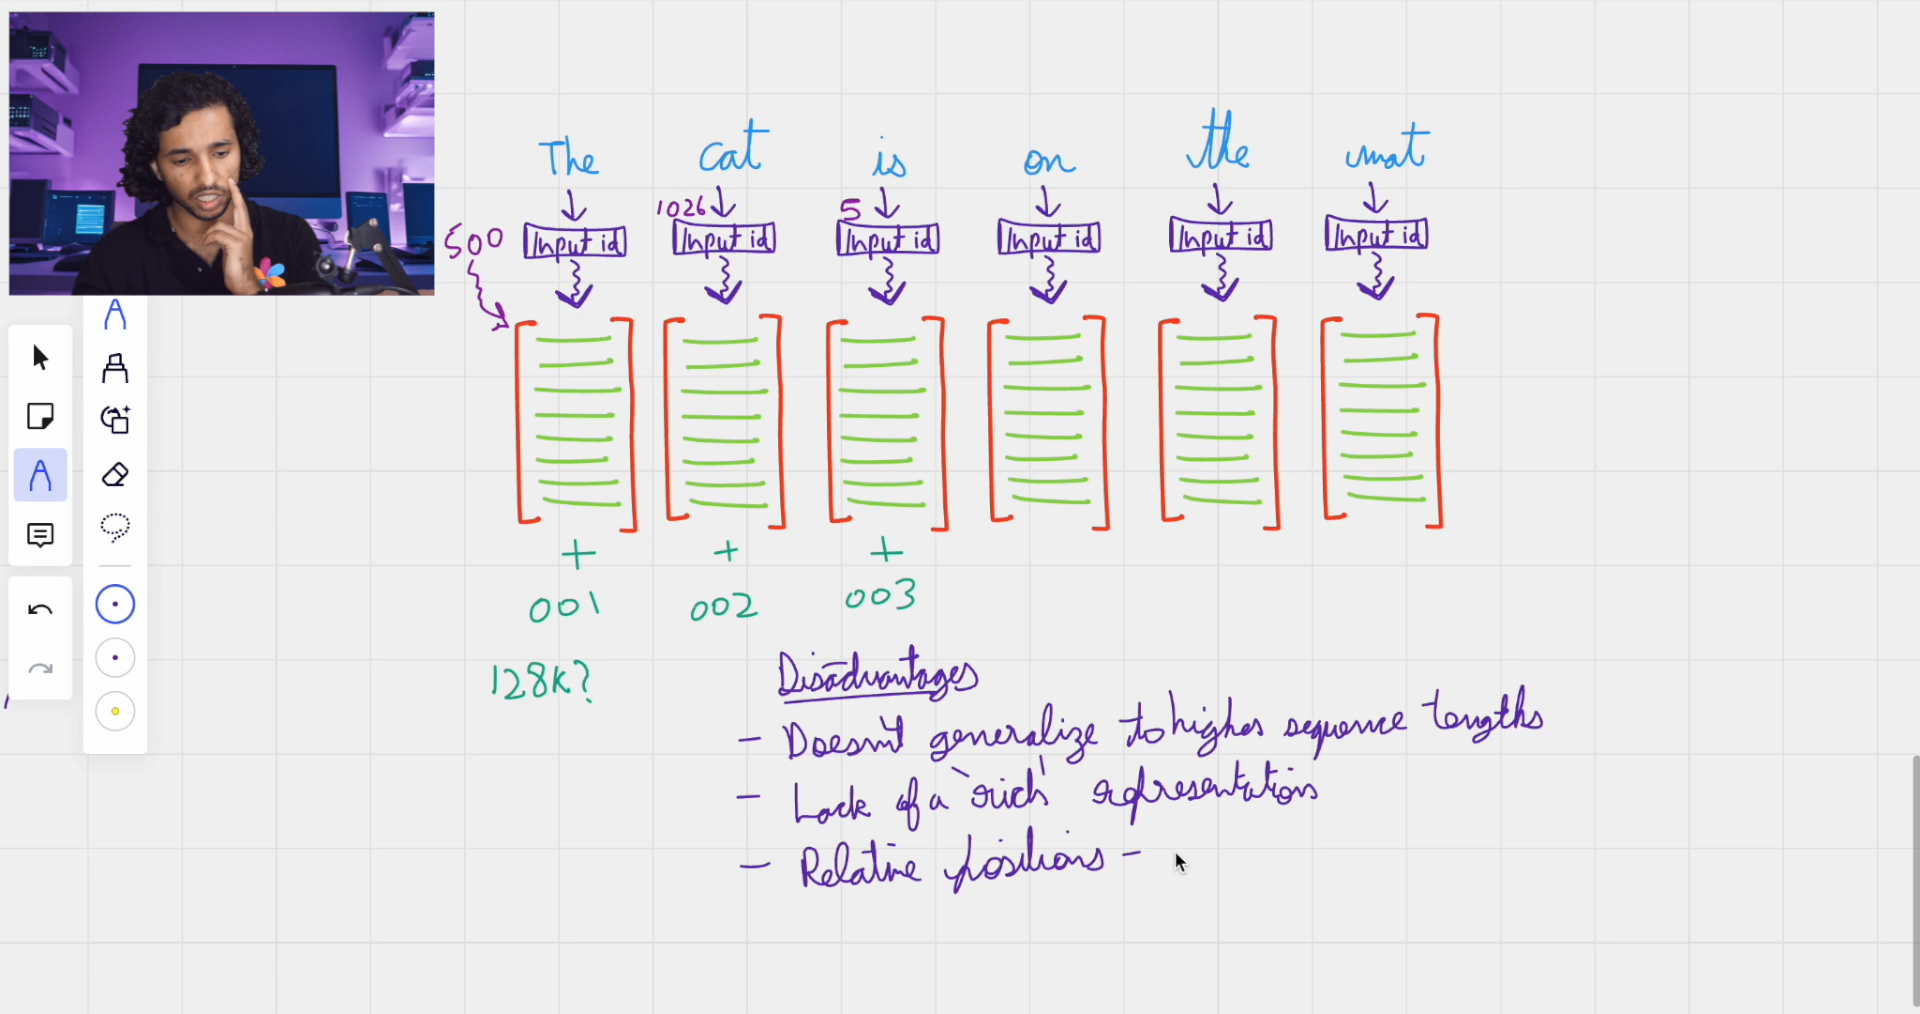 The cat is on the mat
1026 5
500 Input id Input id Input id Input id Input id Input id
+ + +
001 002 003
128K?
Disadvantages
- Doesn't generalize to higher sequence lengths
- Lack of a `rich' representation
- Relative positions -